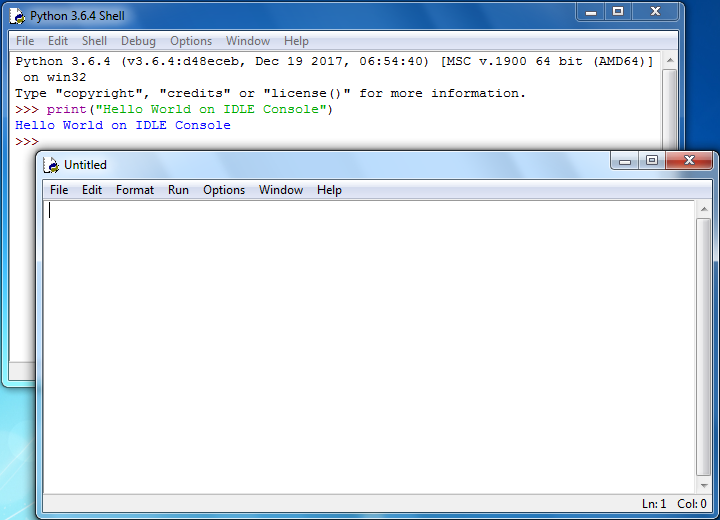 Python 3.6.4 Shell
File Edit Shell Debug Options Window Help
Python 3.6.4 (v3.6.4:d48eceb, Dec 19 2017, 06:54:40) [MSC v.1900 64 bit (AMD64)]
on win32
Type "copyright", "credits" or "license()" for more information.
>>> print("Hello World on IDLE Console")
Hello World on IDLE Console
>>>
Untitled
File Edit Format Run Options Window Help
Ln: 1 Col: 0